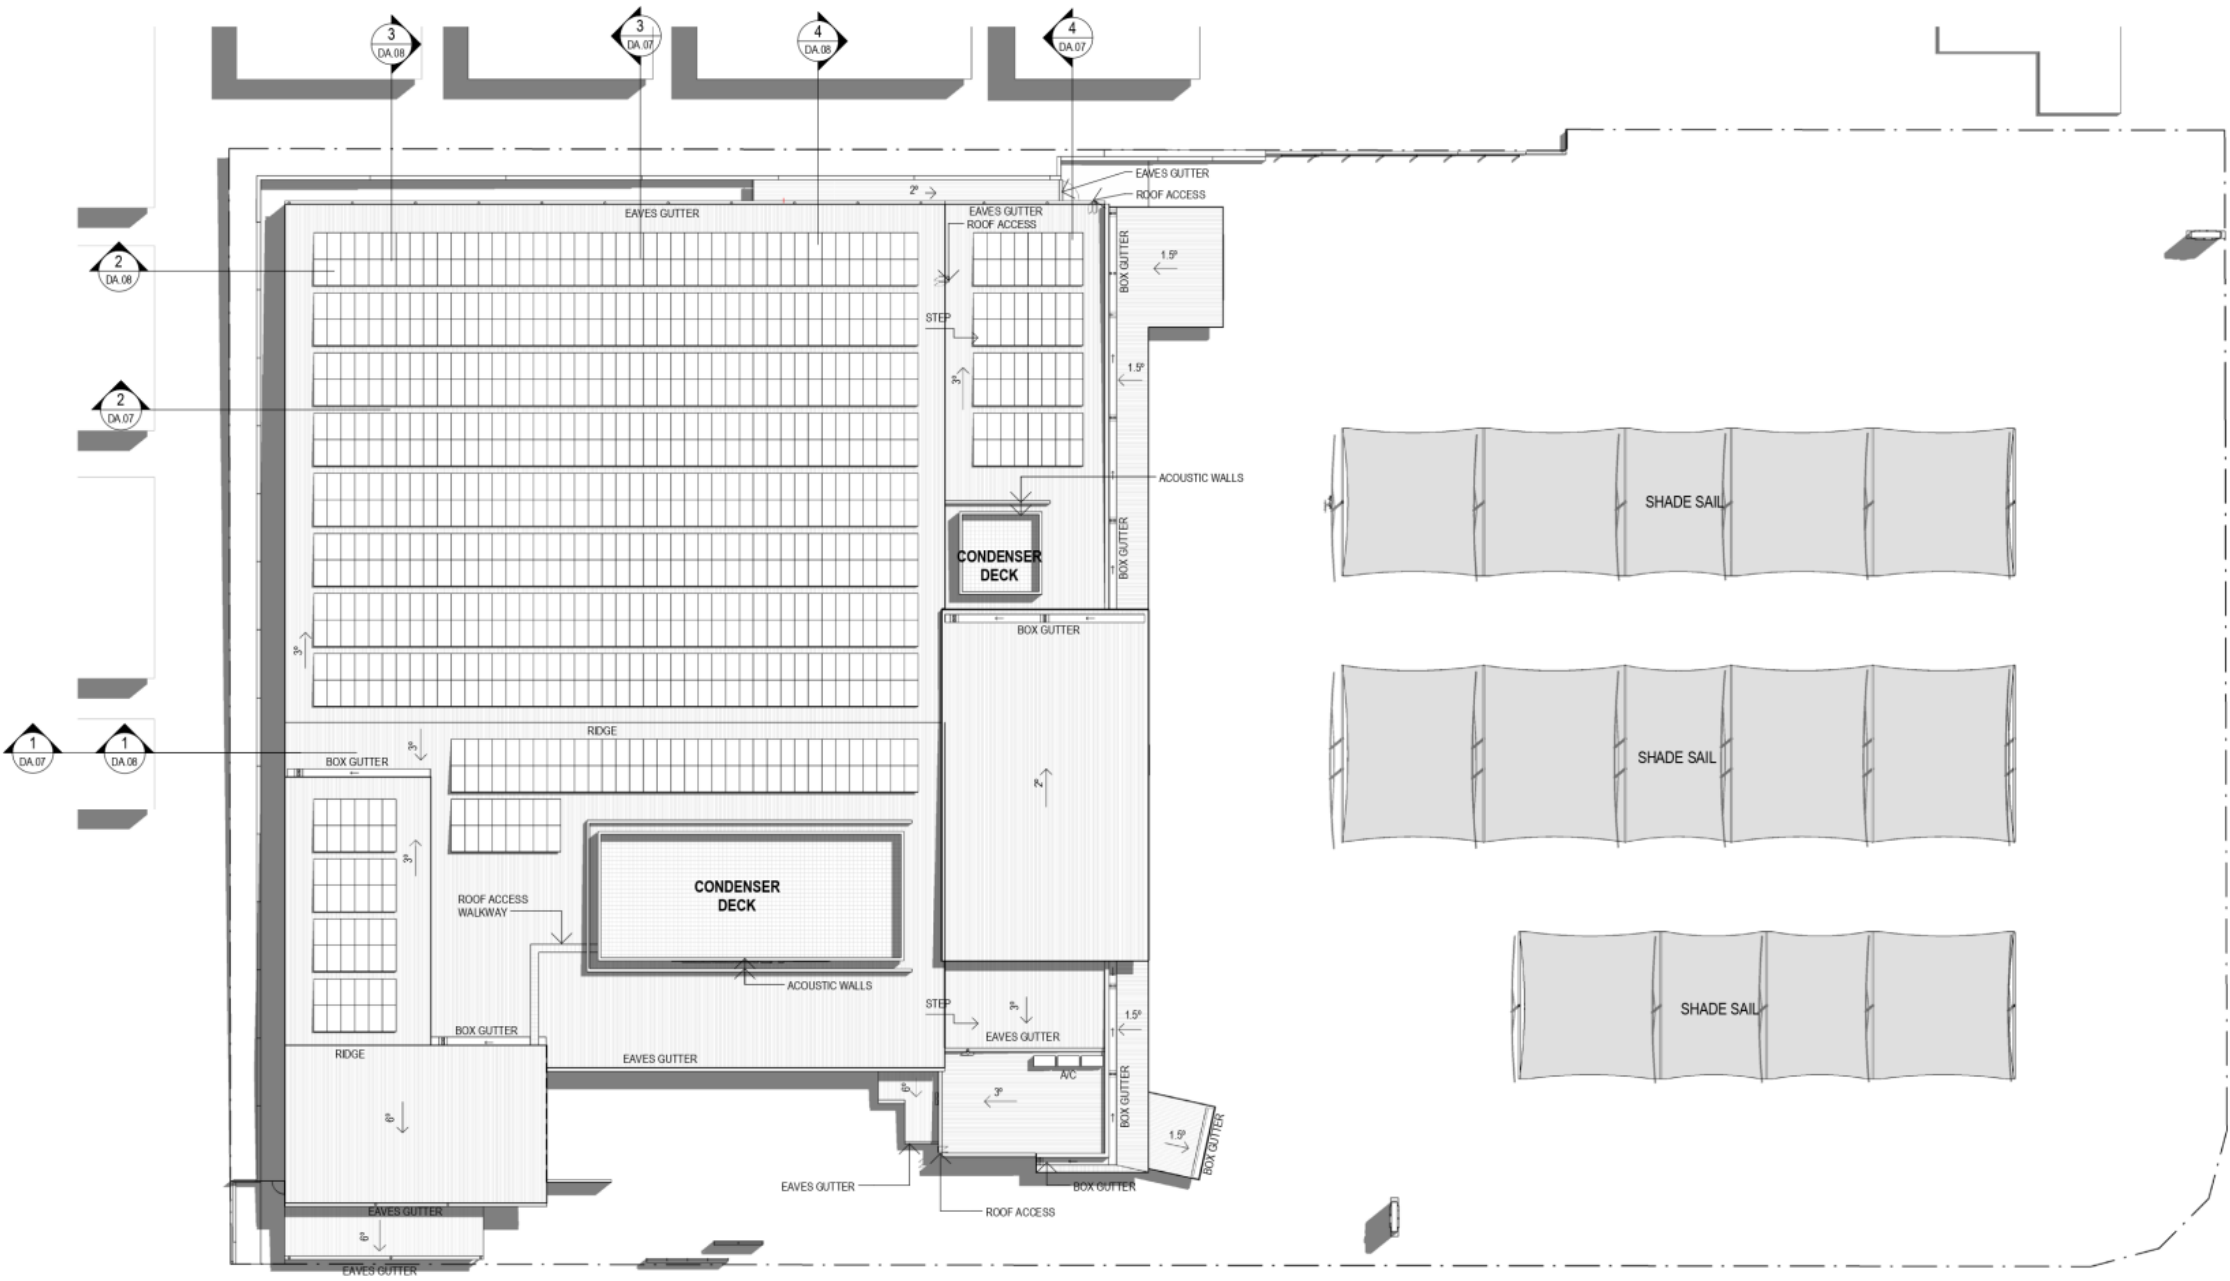 3
DA.08
3
DA.07
4
DA.08
4
DA.07
EAVES GUTTER
ROOF ACCESS
2°
EAVES GUTTER
EAVES GUTTER
ROOF ACCESS
BOX GUTTER
1.5°
2
DA.08
STEP
1.5°
3°
2
DA.07
ACOUSTIC WALLS
SHADE SAIL
BOX GUTTER
CONDENSER
DECK
BOX GUTTER
3°
RIDGE
1
DA.07
1
DA.08
3°
BOX GUTTER
2°
SHADE SAIL
3°
CONDENSER
DECK
ROOF ACCESS
WALKWAY
ACOUSTIC WALLS
STEP
3°
1.5°
SHADE SAIL
BOX GUTTER
EAVES GUTTER
RIDGE
EAVES GUTTER
A/C
6°
3°
BOX GUTTER
6°
1.5°
BOX GUTTER
EAVES GUTTER
BOX GUTTER
EAVES GUTTER
ROOF ACCESS
6°
EAVES GUTTER